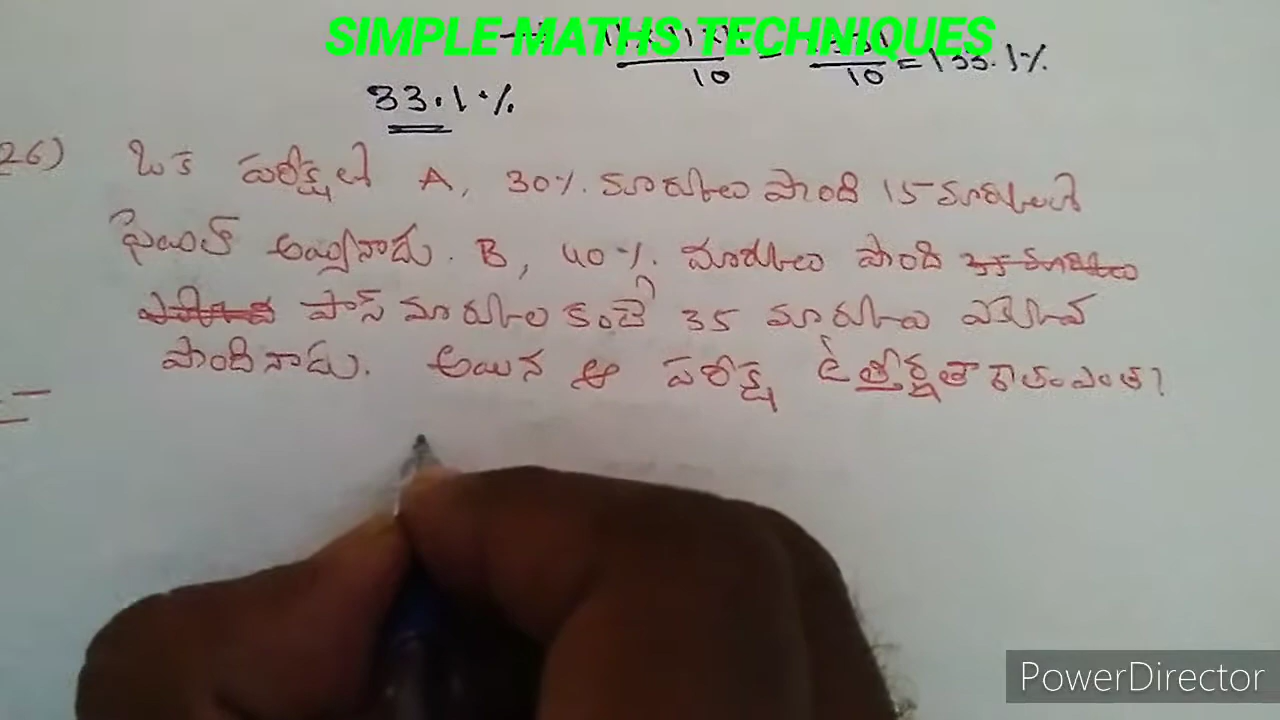 SIMPLE MATHS TECHNIQUES
10 10 = 133.1%
33.1%
26) ఒక పరీక్షలో A, 30% మార్కులు పొంది 15 మార్కులతో
ఫెయిల్ అయ్యినాడు. B, 40% మార్కులు పొంది 35 మార్కులు
పాస్ మార్కుల కంటే 35 మార్కులు ఎక్కువ
పొందినాడు. అయిన ఆ పరీక్ష ఉత్తీర్ణతా శాతం ఎంత?
PowerDirector